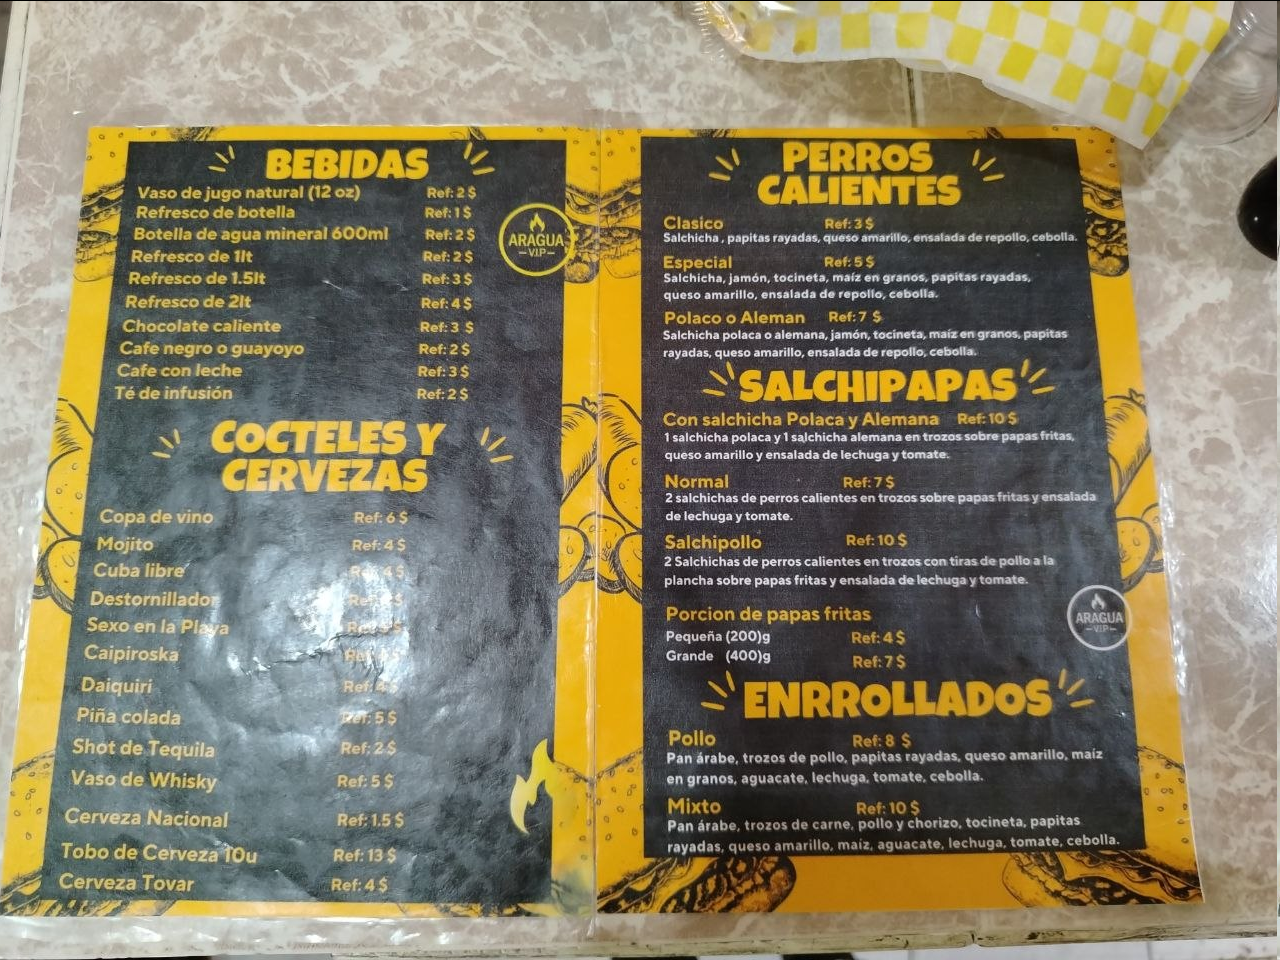 BEBIDAS
Vaso de jugo natural (12 oz) Ref: 2 $
Refresco de botella Ref: 1 $
Botella de agua mineral 600ml Ref: 2 $
Refresco de 1lt Ref: 2 $
Refresco de 1.5lt Ref: 3 $
Refresco de 2lt Ref: 4 $
Chocolate caliente Ref: 3 $
Cafe negro o guayoyo Ref: 2 $
Cafe con leche Ref: 3 $
Té de infusión Ref: 2 $
ARAGUA
VIP
COCTELES Y
CERVEZAS
Copa de vino Ref: 6 $
Mojito Ref: 4 $
Cuba libre Ref: 4 $
Destornillador
Sexo en la Playa
Caipiroska
Daiquiri Ref: 4 $
Piña colada Ref: 5 $
Shot de Tequila Ref: 2 $
Vaso de Whisky Ref: 5 $
Cerveza Nacional Ref: 1.5 $
Tobo de Cerveza 10u Ref: 13 $
Cerveza Tovar Ref: 4 $
PERROS
CALIENTES
Clasico Ref: 3 $
Salchicha , papitas rayadas, queso amarillo, ensalada de repollo, cebolla.
Especial Ref: 5 $
Salchicha, jamón, tocineta, maíz en granos, papitas rayadas,
queso amarillo, ensalada de repollo, cebolla.
Polaco o Aleman Ref: 7 $
Salchicha polaca o alemana, jamón, tocineta, maíz en granos, papitas
rayadas, queso amarillo, ensalada de repollo, cebolla.
SALCHIPAPAS
Con salchicha Polaca y Alemana Ref: 10 $
1 salchicha polaca y 1 salchicha alemana en trozos sobre papas fritas,
queso amarillo y ensalada de lechuga y tomate.
Normal Ref: 7 $
2 salchichas de perros calientes en trozos sobre papas fritas y ensalada
de lechuga y tomate.
Salchipollo Ref: 10 $
2 Salchichas de perros calientes en trozos con tiras de pollo a la
plancha sobre papas fritas y ensalada de lechuga y tomate.
Porcion de papas fritas
Pequeña (200)g Ref: 4 $
Grande (400)g Ref: 7 $
ARAGUA
VIP
ENRROLLADOS
Pollo Ref: 8 $
Pan árabe, trozos de pollo, papitas rayadas, queso amarillo, maíz
en granos, aguacate, lechuga, tomate, cebolla.
Mixto Ref: 10 $
Pan árabe, trozos de carne, pollo y chorizo, tocineta, papitas
rayadas, queso amarillo, maíz, aguacate, lechuga, tomate, cebolla.